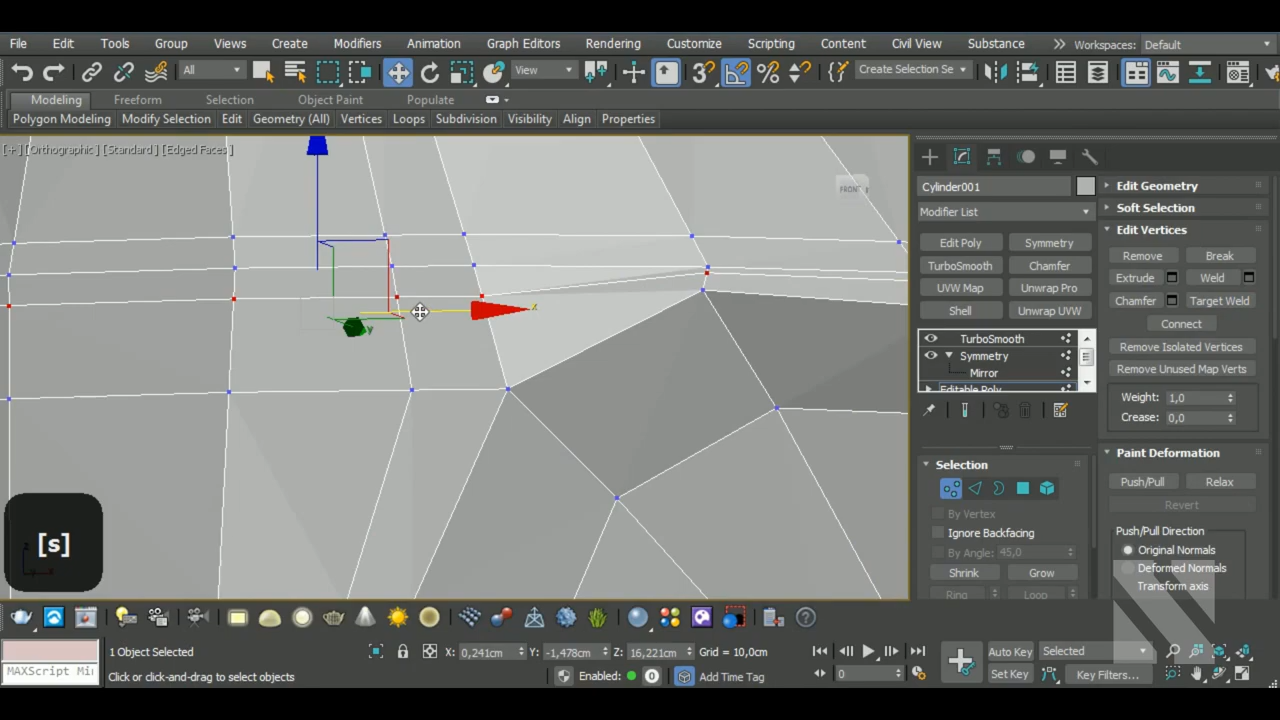 File Edit Tools Group Views Create Modifiers Animation Graph Editors Rendering Customize Scripting Content Civil View Substance Workspaces: Default
All View Create Selection Se
Modeling Freeform Selection Object Paint Populate
Polygon Modeling Modify Selection Edit Geometry (All) Vertices Loops Subdivision Visibility Align Properties
[+] [Orthographic] [Standard] [Edged Faces]
FRONT
x
y
[s]
Cylinder001
Modifier List
Edit Poly Symmetry
TurboSmooth Chamfer
UVW Map Unwrap Pro
Shell Unwrap UVW
TurboSmooth
Symmetry
Mirror
Editable Poly
Selection
By Vertex
Ignore Backfacing
By Angle: 45,0
Shrink Grow
Ring Loop
Edit Geometry
Soft Selection
Edit Vertices
Remove Break
Extrude Weld
Chamfer Target Weld
Connect
Remove Isolated Vertices
Remove Unused Map Verts
Weight: 1,0
Crease: 0,0
Paint Deformation
Push/Pull Relax
Revert
Push/Pull Direction
Original Normals
Deformed Normals
Transform axis
1 Object Selected X: 0,241cm Y: -1,478cm Z: 16,221cm Grid = 10,0cm Auto Key Selected
MAXScript Mi
Click or click-and-drag to select objects Enabled: 0 Add Time Tag 0 Set Key Key Filters...